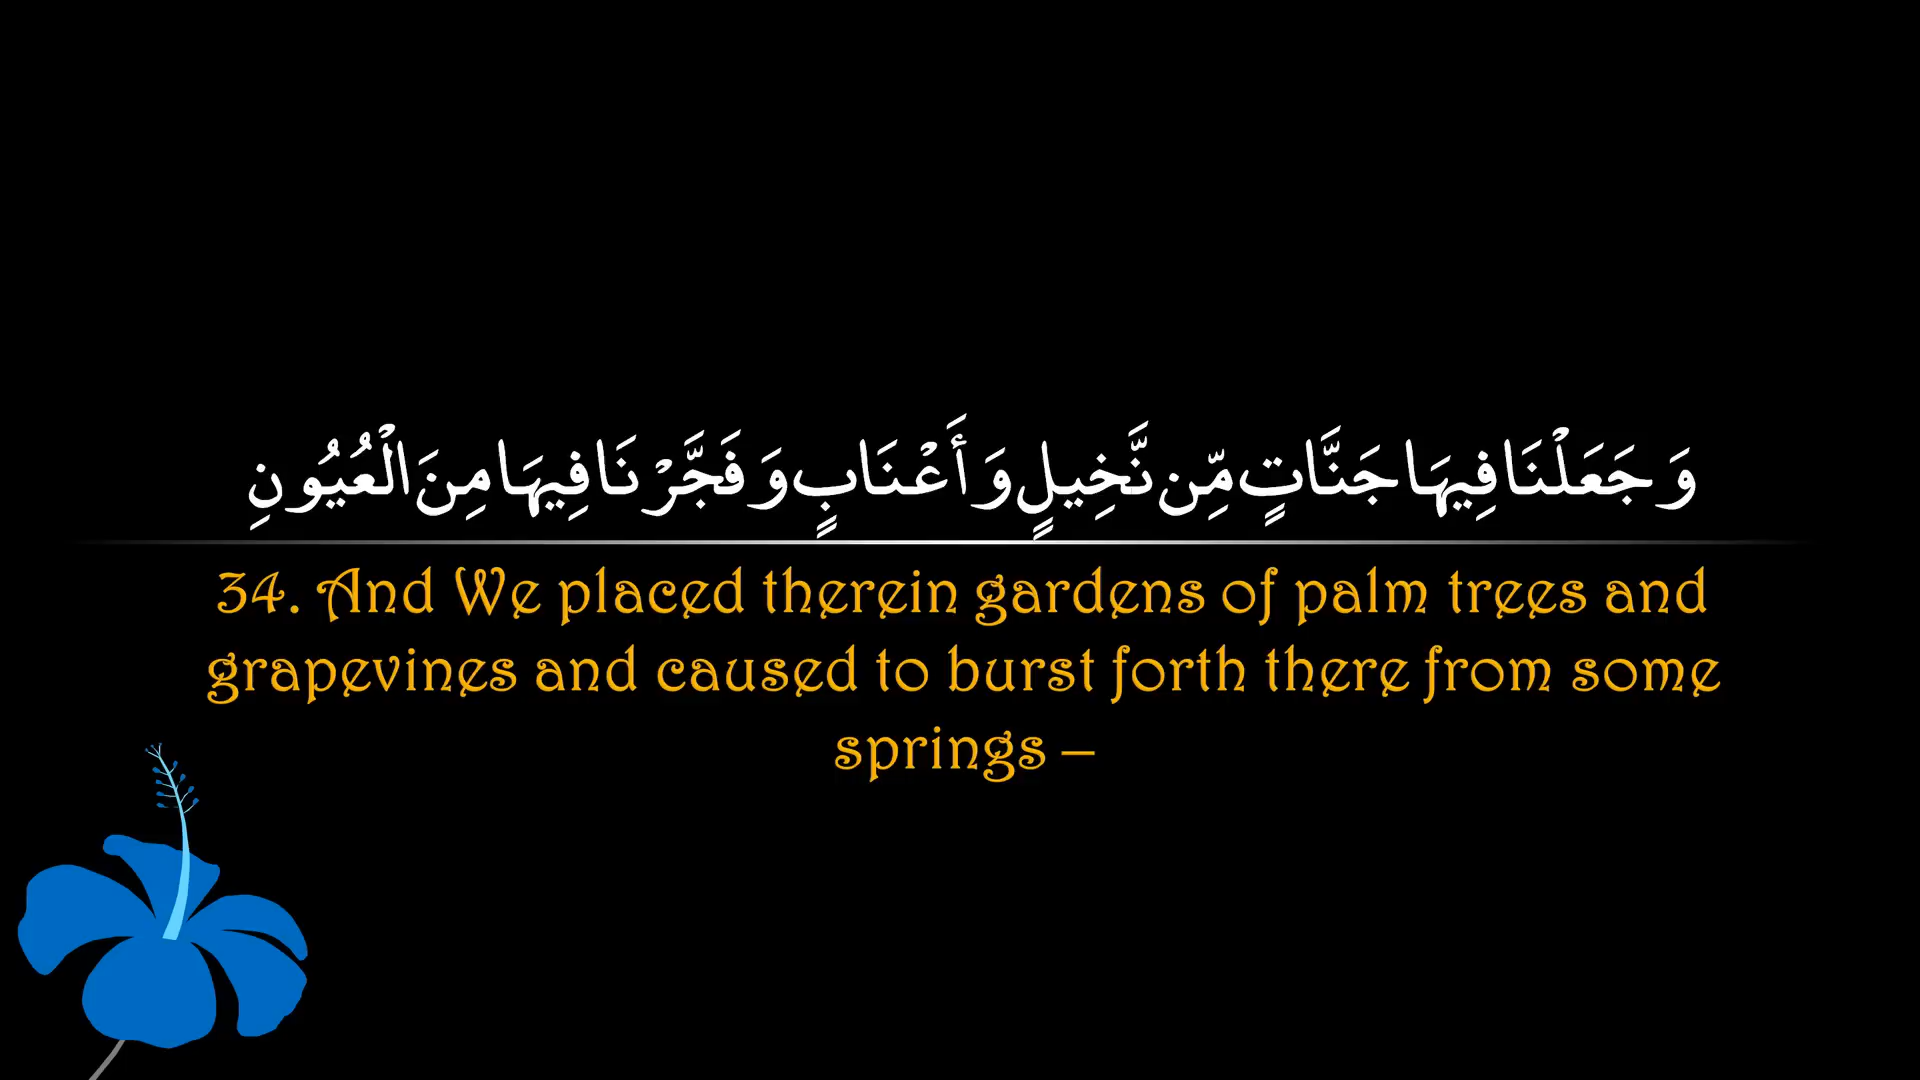 وَجَعَلْنَا فِيهَا جَنَّاتٍ مِّن نَّخِيلٍ وَأَعْنَابٍ وَفَجَّرْنَا فِيهَا مِنَ الْعُيُونِ
34. And We placed therein gardens of palm trees and
grapevines and caused to burst forth there from some
springs –